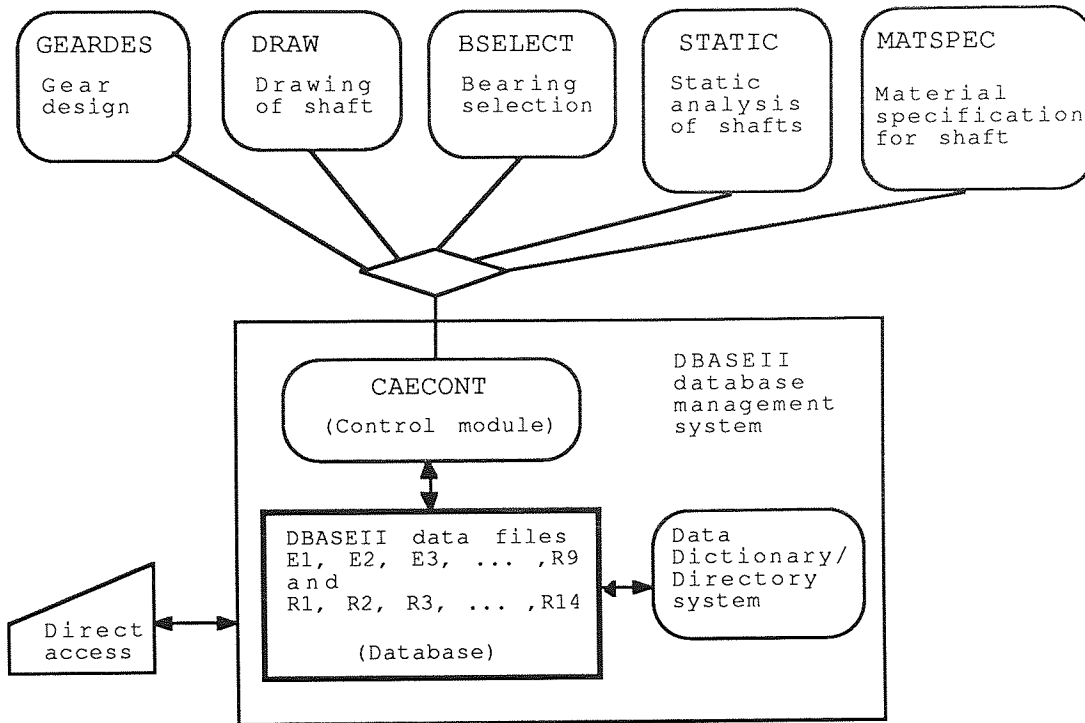 GEARDES
Gear
design
DRAW
Drawing
of shaft
BSELECT
Bearing
selection
STATIC
Static
analysis
of shafts
MATSPEC
Material
specification
for shaft
CAECONT
(Control module)
DBASEII
database
management
system
DBASEII data files
E1, E2, E3, ... ,R9
and
R1, R2, R3, ... ,R14
(Database)
Data
Dictionary/
Directory
system
Direct
access